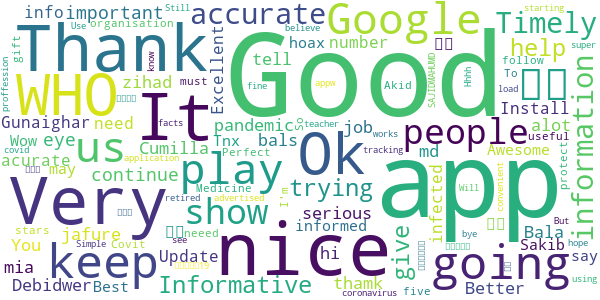 info important accurate Google Timely
organisation Still believe starting
Use gift Thank hoax number To follow super
proffession WHO tell Good fine Akid appw Hhhh help
Excellent zihad It SAJIDMAHUMD Install load
Gunaighar need pandemic people must information
Wow eye us Cumilla Tnx bals job teacher works alot useful
acurate Perfect so md Awesome facts
covid may continue Ok app tracking
application play trying infected convenient protect
Very Medicine I'm serious Will
stars retired advertised informed
You jafure show hi give Bala
keep nice going Sakib
mia Simple Covit Update thamk But
Debidwer Best see Informative bye Better say hope
know coronavirus five using